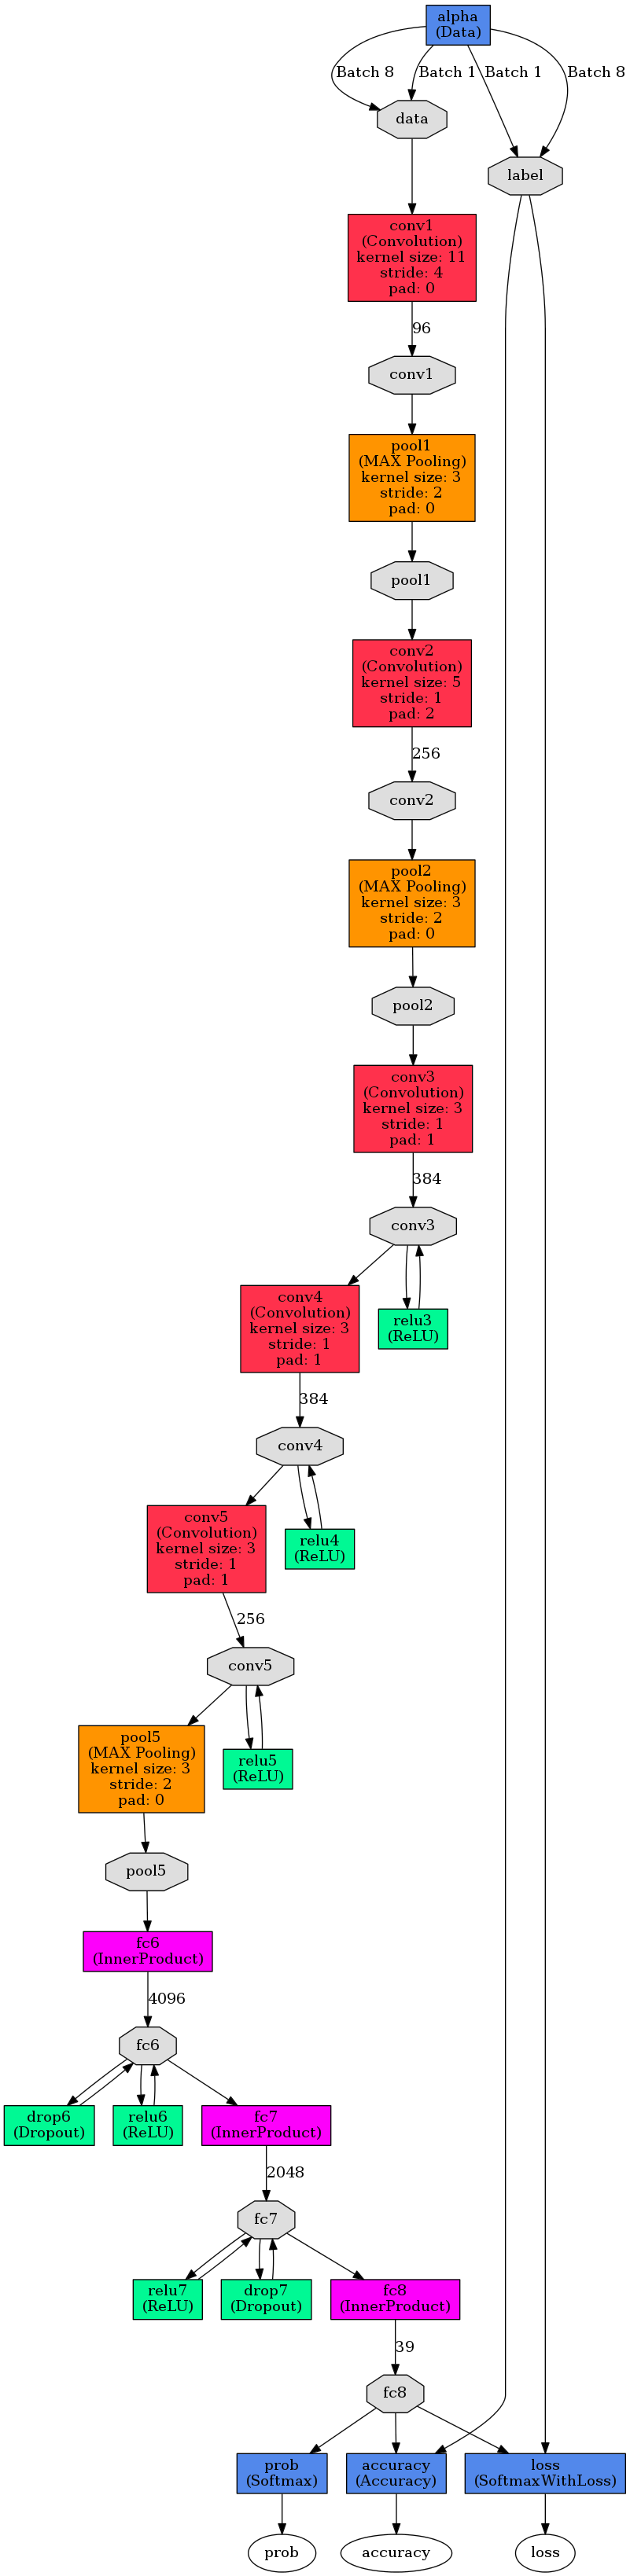 alpha
(Data)
Batch 8
Batch 1
Batch 1
Batch 8
data
label
conv1
(Convolution)
kernel size: 11
stride: 4
pad: 0
96
conv1
pool1
(MAX Pooling)
kernel size: 3
stride: 2
pad: 0
pool1
conv2
(Convolution)
kernel size: 5
stride: 1
pad: 2
256
conv2
pool2
(MAX Pooling)
kernel size: 3
stride: 2
pad: 0
pool2
conv3
(Convolution)
kernel size: 3
stride: 1
pad: 1
384
conv3
conv4
(Convolution)
kernel size: 3
stride: 1
pad: 1
relu3
(ReLU)
384
conv4
conv5
(Convolution)
kernel size: 3
stride: 1
pad: 1
relu4
(ReLU)
256
conv5
pool5
(MAX Pooling)
kernel size: 3
stride: 2
pad: 0
relu5
(ReLU)
pool5
fc6
(InnerProduct)
4096
fc6
drop6
(Dropout)
relu6
(ReLU)
fc7
(InnerProduct)
2048
fc7
relu7
(ReLU)
drop7
(Dropout)
fc8
(InnerProduct)
39
fc8
prob
(Softmax)
accuracy
(Accuracy)
loss
(SoftmaxWithLoss)
prob
accuracy
loss